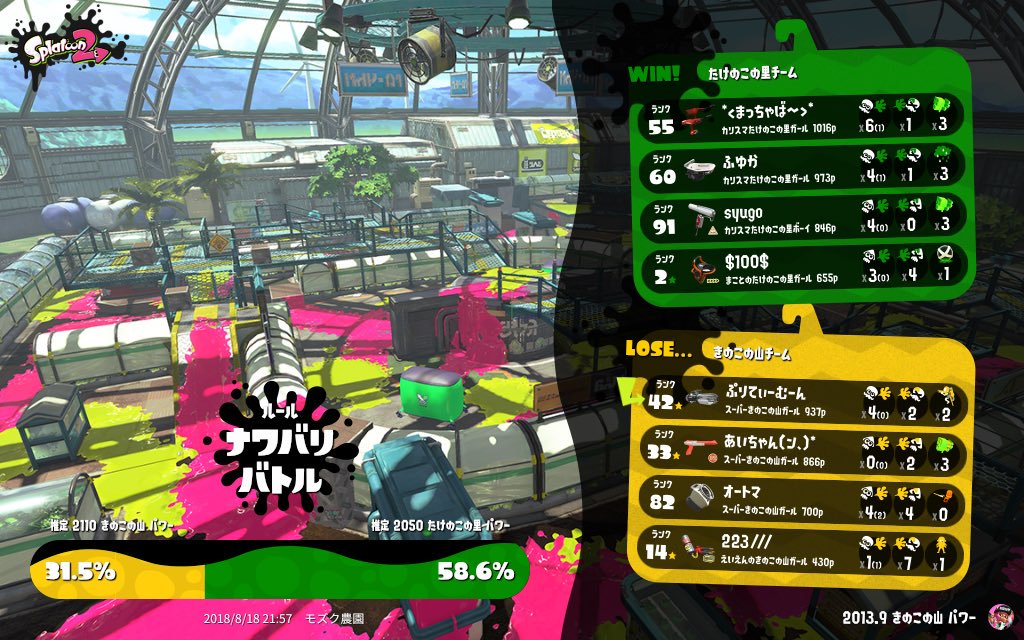 Splatoon 2
WIN! たけのこの里チーム
ランク 55 *<まっちゃば〜>*
カリスマたけのこの里ガール 1016p
x6(1) x1 x3
ランク 60 ふゆか
カリスマたけのこの里ガール 973p
x4(1) x1 x3
ランク 91 syugo
カリスマたけのこの里ボーイ 846p
x4(0) x0 x3
ランク 2 $100$
まことのたけのこの里ガール 655p
x3(0) x4 x1
LOSE... きのこの山チーム
ランク 42 ぷりてぃーむーん
スーパーきのこの山ガール 937p
x4(0) x2 x2
ランク 33 あいちゃん(ン、)*
スーパーきのこの山ガール 866p
x0(0) x2 x3
ランク 82 オートマ
スーパーきのこの山ガール 700p
x4(2) x4 x0
ランク 14 223///
えいえんのきのこの山ガール 430p
x1(1) x7 x1
ルール
ナワバリ
バトル
推定 2110 きのこの山 パワー
推定 2050 たけのこの里 パワー
31.5% 58.6%
2018/8/18 21:57 モズク農園
2013.9 きのこの山 パワー